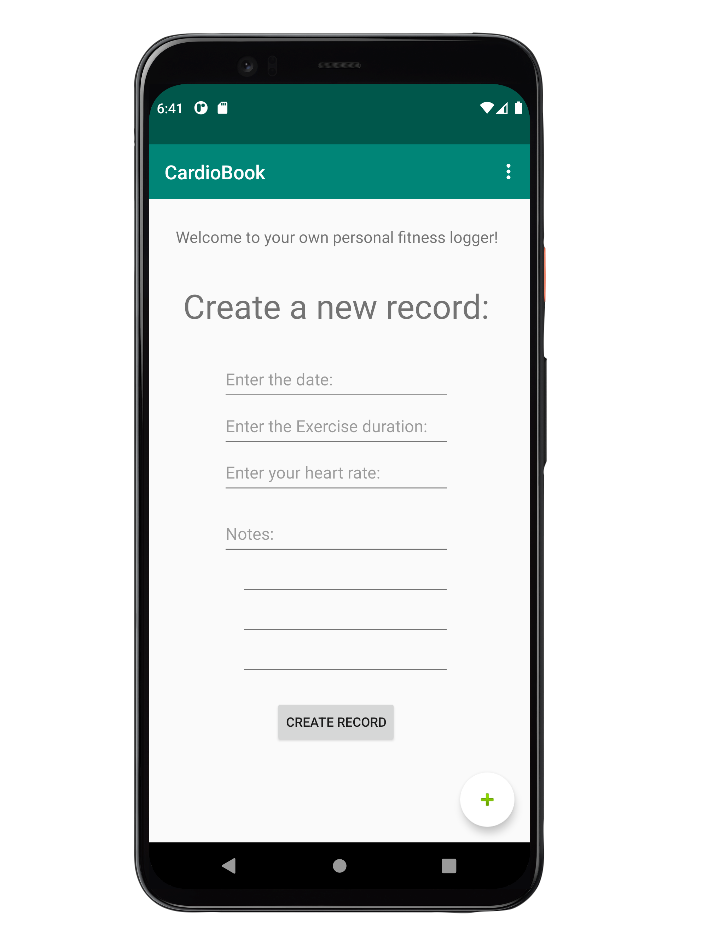 6:41
CardioBook
Welcome to your own personal fitness logger!
Create a new record:
Enter the date:
Enter the Exercise duration:
Enter your heart rate:
Notes:
CREATE RECORD
+